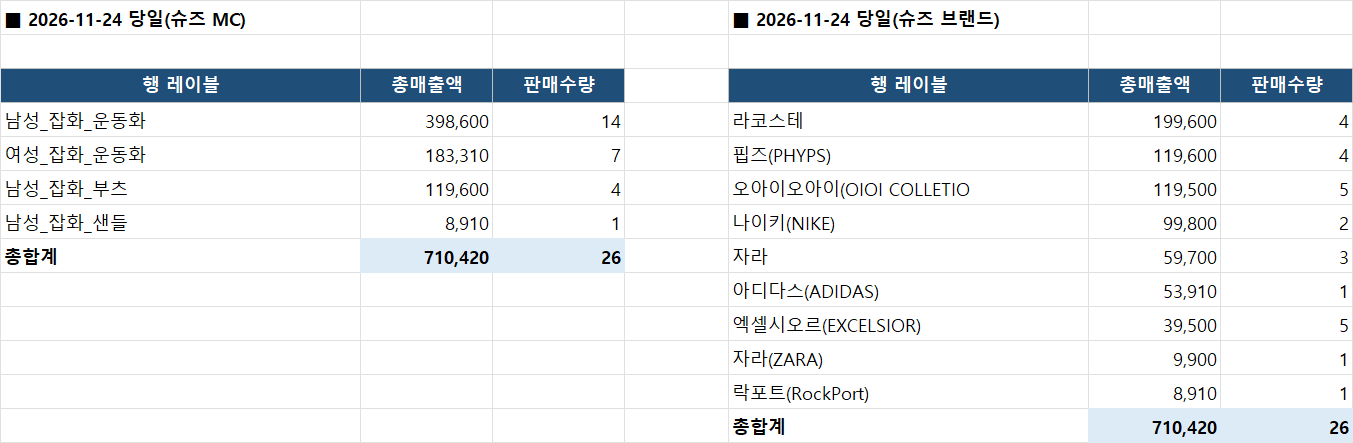 ■ 2026-11-24 당일(슈즈 MC)
행 레이블 총매출액 판매수량
남성_잡화_운동화 398,600 14
여성_잡화_운동화 183,310 7
남성_잡화_부츠 119,600 4
남성_잡화_샌들 8,910 1
총합계 710,420 26
■ 2026-11-24 당일(슈즈 브랜드)
행 레이블 총매출액 판매수량
라코스테 199,600 4
핍즈(PHYPS) 119,600 4
오아이오아이(OIOI COLLETIO 119,500 5
나이키(NIKE) 99,800 2
자라 59,700 3
아디다스(ADIDAS) 53,910 1
엑셀시오르(EXCELSIOR) 39,500 5
자라(ZARA) 9,900 1
락포트(RockPort) 8,910 1
총합계 710,420 26